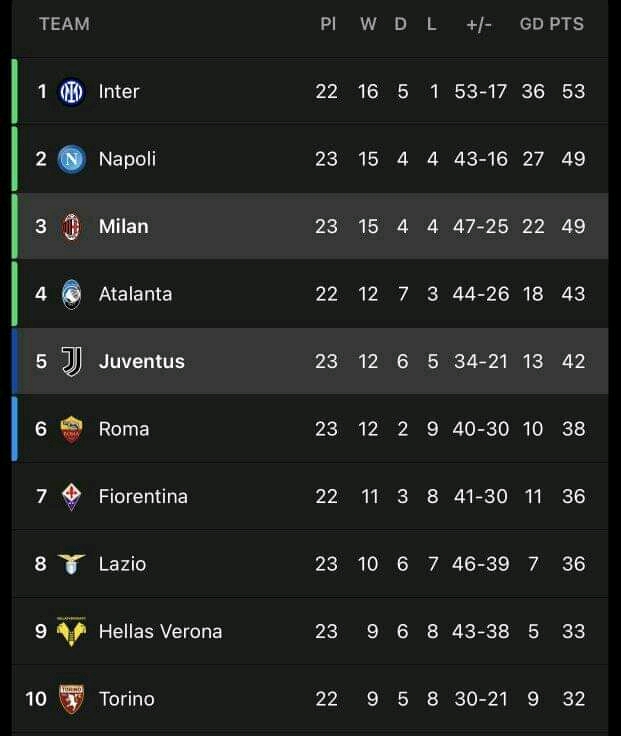 TEAM Pl W D L +/- GD PTS
1 Inter 22 16 5 1 53-17 36 53
2 Napoli 23 15 4 4 43-16 27 49
3 Milan 23 15 4 4 47-25 22 49
4 Atalanta 22 12 7 3 44-26 18 43
5 Juventus 23 12 6 5 34-21 13 42
6 Roma 23 12 2 9 40-30 10 38
7 Fiorentina 22 11 3 8 41-30 11 36
8 Lazio 23 10 6 7 46-39 7 36
9 Hellas Verona 23 9 6 8 43-38 5 33
10 Torino 22 9 5 8 30-21 9 32